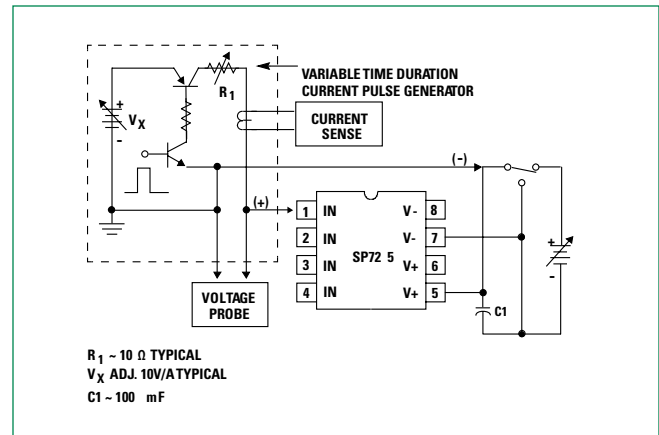 VARIABLE TIME DURATION
CURRENT PULSE GENERATOR
R1
+
VX
-
CURRENT
SENSE
(-)
(+)
1 IN V- 8
2 IN V- 7
3 IN V+ 6
4 IN V+ 5
SP72 5
+
-
C1
VOLTAGE
PROBE
R1 ~ 10 Ω TYPICAL
VX ADJ. 10V/A TYPICAL
C1 ~ 100 mF